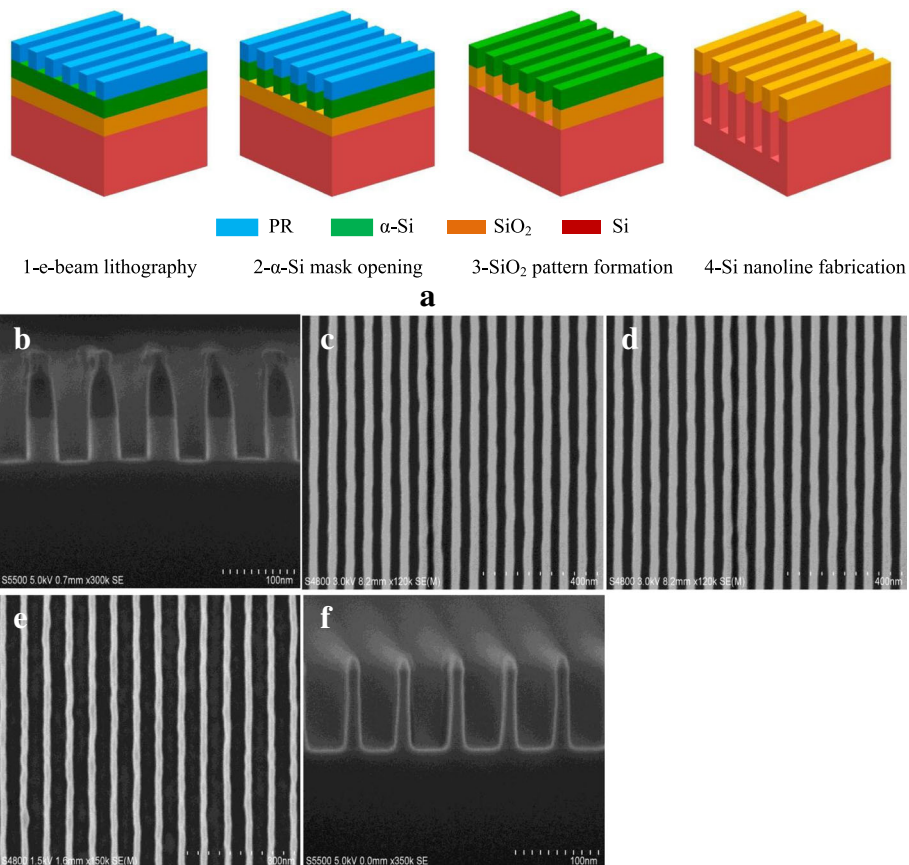 PR
α-Si
SiO₂
Si
1-e-beam lithography
2-α-Si mask opening
3-SiO₂ pattern formation
4-Si nanoline fabrication
a
b
c
d
S5500 5.0kV 0.7mm x300k SE
100nm
S4800 3.0kV 8.2mm x120k SE(M)
400nm
S4800 3.0kV 8.2mm x120k SE(M)
400nm
e
f
S4800 1.5kV 1.6mm x150k SE(M)
300nm
S5500 5.0kV 0.0mm x350k SE
100nm